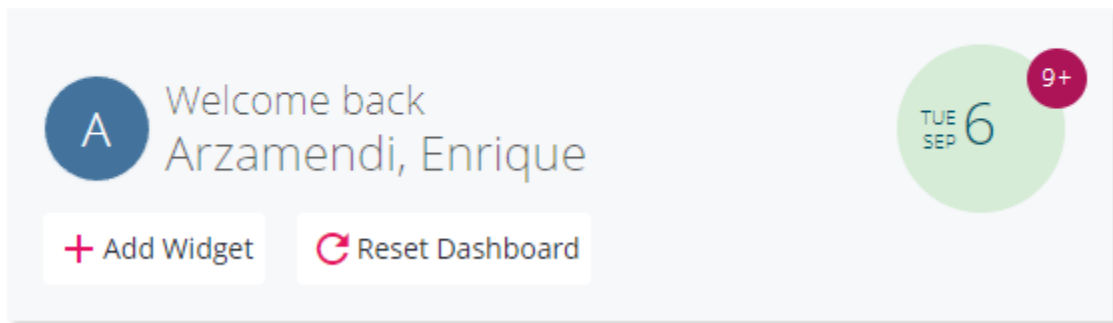 A
Welcome back
Arzamendi, Enrique
9+
TUE
SEP
6
+ Add Widget
Reset Dashboard